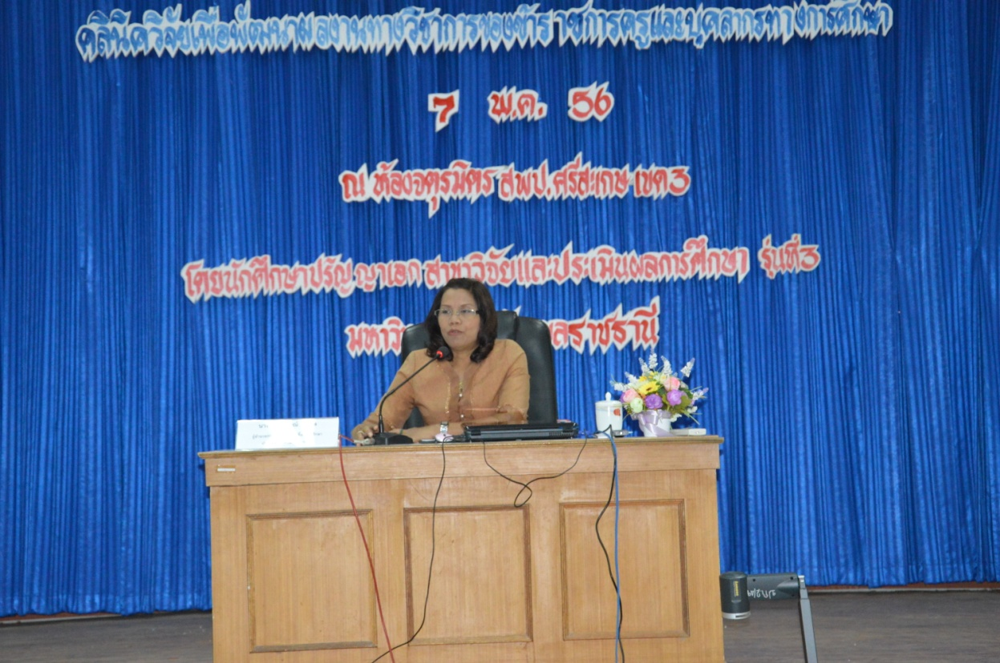 คลินิควิจัยเพื่อพัฒนาผลงานทางวิชาการของข้าราชการครูและบุคลากรทางการศึกษา
7 พ.ค. 56
ณ ห้องจตุรมิตร สพป.ศรีสะเกษ เขต3
โดยนักศึกษาปริญญาเอก สาขาวิจัยและประเมินผลการศึกษา รุ่นที่3
มหาวิ ลราชธานี